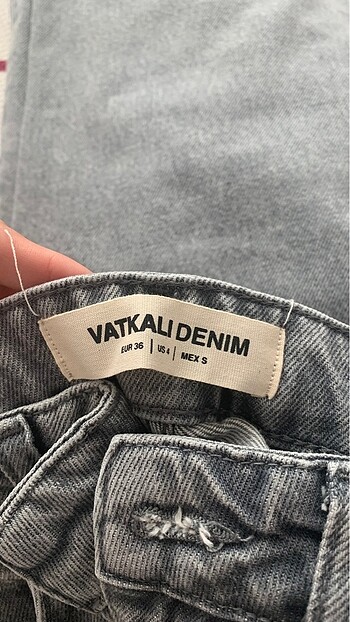 VATKALI DENIM
EUR 36 | US 4 | MEX S